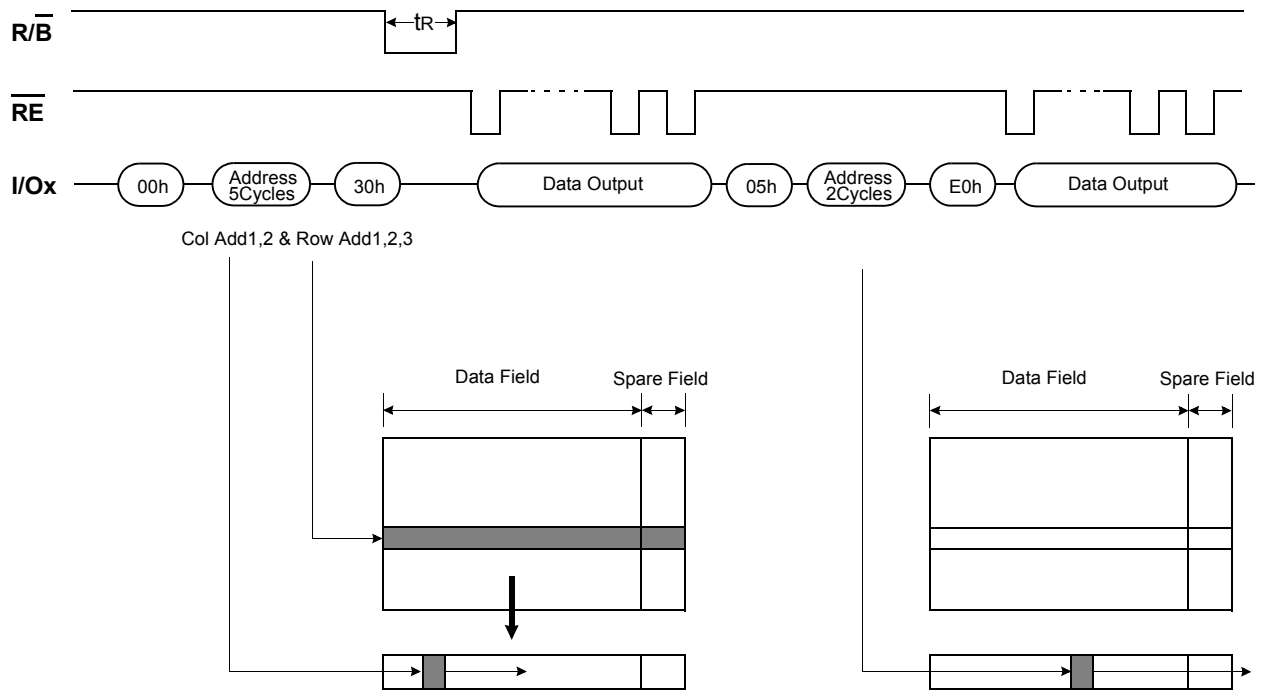 R/B
tR
RE
I/Ox
00h
Address
5Cycles
30h
Data Output
05h
Address
2Cycles
E0h
Data Output
Col Add1,2 & Row Add1,2,3
Data Field
Spare Field
Data Field
Spare Field